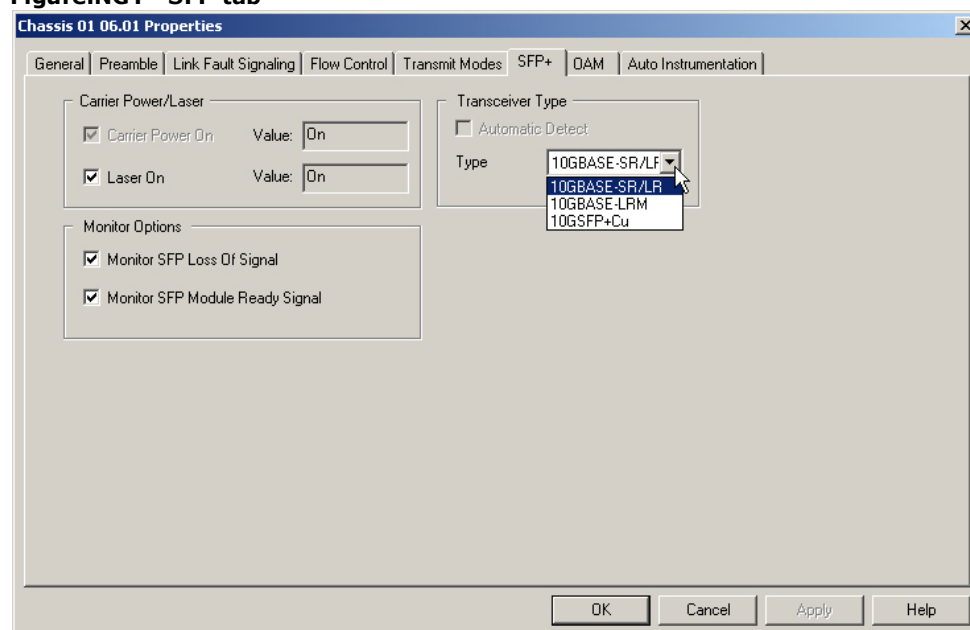 Chassis 01 06.01 Properties
General Preamble Link Fault Signaling Flow Control Transmit Modes SFP+ OAM Auto Instrumentation
Carrier Power/Laser
Carrier Power On Value: On
Laser On Value: On
Transceiver Type
Automatic Detect
Type 10GBASE-SR/LR
10GBASE-SR/LR
10GBASE-LRM
10GSFP+Cu
Monitor Options
Monitor SFP Loss Of Signal
Monitor SFP Module Ready Signal
OK Cancel Apply Help